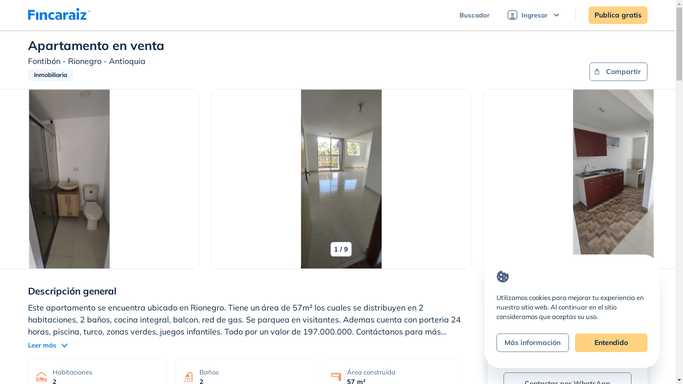 Fincaraiz
Buscador
Ingresar
Publica gratis
Apartamento en venta
Fontibón - Rionegro - Antioquia
Inmobiliaria
Compartir
1 / 9
Descripción general
Este apartamento se encuentra ubicado en Rionegro. Tiene un área de 57m² los cuales se distribuyen en 2
habitaciones, 2 baños, cocina integral, balcon, red de gas. Se parquea en visitantes. Ademas cuenta con porteria 24
horas, piscina, turco, zonas verdes, juegos infantiles. Todo por un valor de 197.000.000. Contáctanos para más...
Leer más
Habitaciones
2
Baños
2
Área construida
57 m²
Utilizamos cookies para mejorar tu experiencia en
nuestro sitio web. Al continuar en el sitio
consideramos que aceptas su uso.
Más información
Entendido
Contactar por WhatsApp